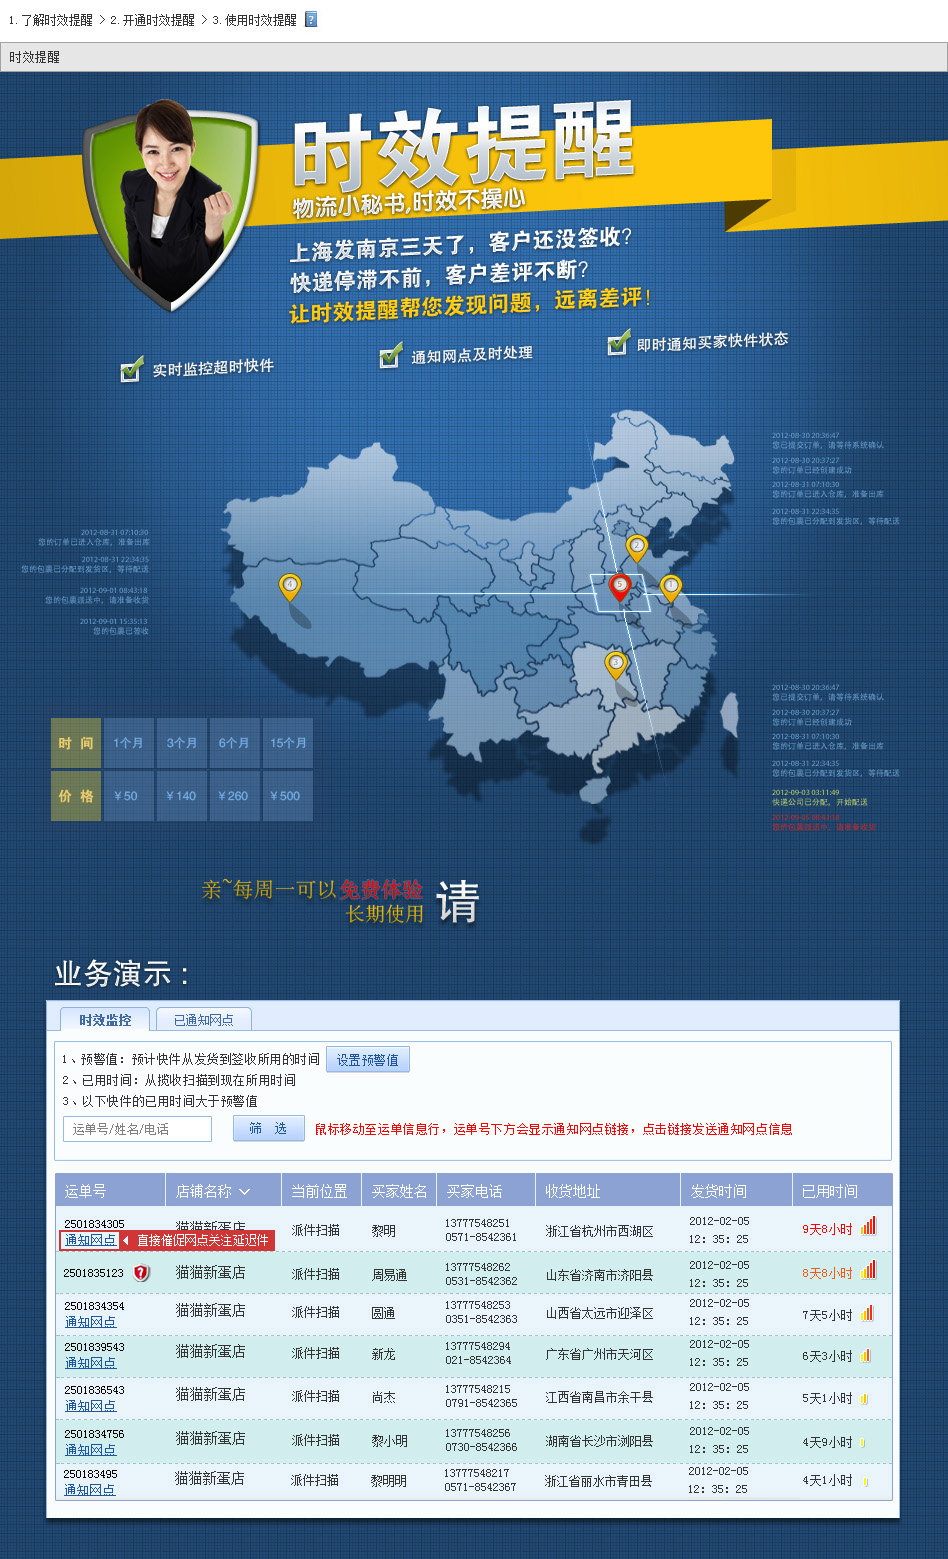 1. 了解时效提醒 > 2. 开通时效提醒 > 3. 使用时效提醒 ?
时效提醒
时效提醒
物流小秘书,时效不操心
上海发南京三天了，客户还没签收?
快递停滞不前，客户差评不断?
让时效提醒帮您发现问题，远离差评!
实时监控超时快件
通知网点及时处理
即时通知买家快件状态
2012-08-30 20:36:47
您已提交订单，请等待系统确认
2012-08-30 20:37:27
您的订单已经创建成功
2012-08-31 07:10:30
您的订单已进入仓库，准备出库
2012-08-31 22:34:35
您的包裹已分配到发货区，等待配送
2012-08-31 07:10:30
您的订单已进入仓库，准备出库
2012-08-31 22:34:35
您的包裹已分配到发货区，等待配送
2012-09-01 08:43:18
您的包裹派送中，请准备收货
2012-09-01 15:35:13
您的包裹已签收
2
4
5
1
3
2012-08-30 20:36:47
您已提交订单，请等待系统确认
2012-08-30 20:37:27
您的订单已经创建成功
2012-08-31 07:10:30
您的订单已进入仓库，准备出库
2012-08-31 22:34:35
您的包裹已分配到发货区，等待配送
2012-09-03 03:11:49
快递公司已分配，开始配送
您的包裹派送中，请准备收货
时 间 1个月 3个月 6个月 15个月
价 格 ¥50 ¥140 ¥260 ¥500
亲~每周一可以免费体验
长期使用
请
业务演示：
时效监控 已通知网点
1、预警值：预计快件从发货到签收所用的时间 设置预警值
2、已用时间：从揽收扫描到现在所用时间
3、以下快件的已用时间大于预警值
运单号/姓名/电话 筛 选 鼠标移动至运单信息行，运单号下方会显示通知网点链接，点击链接发送通知网点信息
运单号 店铺名称 当前位置 买家姓名 买家电话 收货地址 发货时间 已用时间
2501834305 猫猫新蛋店 派件扫描 黎明 13777548251 浙江省杭州市西湖区 2012-02-05 9天8小时
通知网点 直接催促网点关注延迟件 0571-8542361 12：35：25
2501835123 猫猫新蛋店 派件扫描 周易通 13777548262 山东省济南市济阳县 2012-02-05 8天8小时
0531-8542362 12：35：25
2501834354 猫猫新蛋店 派件扫描 圆通 13777548253 山西省太远市迎泽区 2012-02-05 7天5小时
通知网点 0351-8542363 12：35：25
2501839543 猫猫新蛋店 派件扫描 新龙 13777548294 广东省广州市天河区 2012-02-05 6天3小时
通知网点 021-8542364 12：35：25
2501836543 猫猫新蛋店 派件扫描 尚杰 13777548215 江西省南昌市余干县 2012-02-05 5天1小时
通知网点 0791-8542365 12：35：25
2501834756 猫猫新蛋店 派件扫描 黎小明 13777548256 湖南省长沙市浏阳县 2012-02-05 4天9小时
通知网点 0730-8542366 12：35：25
250183495 猫猫新蛋店 派件扫描 黎明明 13777548217 浙江省丽水市青田县 2012-02-05 4天1小时
通知网点 0571-8542367 12：35：25